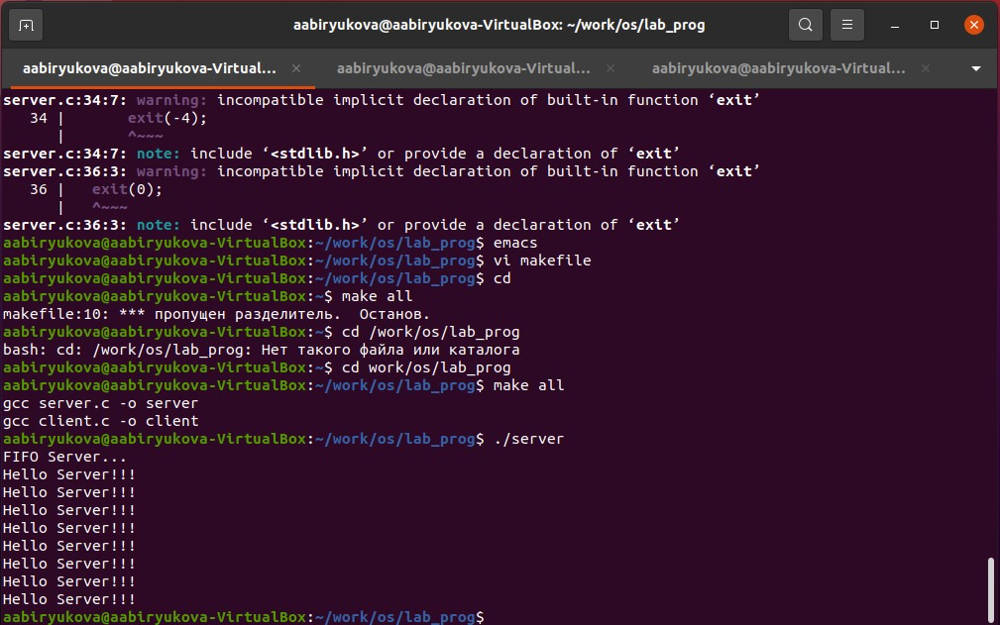 aabiryukova@aabiryukova-VirtualBox: ~/work/os/lab_prog
aabiryukova@aabiryukova-Virtual... × aabiryukova@aabiryukova-Virtual... × aabiryukova@aabiryukova-Virtual... ×
server.c:34:7: warning: incompatible implicit declaration of built-in function ‘exit’
   34 |       exit(-4);
      |       ^~~~
server.c:34:7: note: include ‘<stdlib.h>’ or provide a declaration of ‘exit’
server.c:36:3: warning: incompatible implicit declaration of built-in function ‘exit’
   36 |   exit(0);
      |   ^~~~
server.c:36:3: note: include ‘<stdlib.h>’ or provide a declaration of ‘exit’
aabiryukova@aabiryukova-VirtualBox:~/work/os/lab_prog$ emacs
aabiryukova@aabiryukova-VirtualBox:~/work/os/lab_prog$ vi makefile
aabiryukova@aabiryukova-VirtualBox:~/work/os/lab_prog$ cd
aabiryukova@aabiryukova-VirtualBox:~$ make all
makefile:10: *** пропущен разделитель.  Останов.
aabiryukova@aabiryukova-VirtualBox:~$ cd /work/os/lab_prog
bash: cd: /work/os/lab_prog: Нет такого файла или каталога
aabiryukova@aabiryukova-VirtualBox:~$ cd work/os/lab_prog
aabiryukova@aabiryukova-VirtualBox:~/work/os/lab_prog$ make all
gcc server.c -o server
gcc client.c -o client
aabiryukova@aabiryukova-VirtualBox:~/work/os/lab_prog$ ./server
FIFO Server...
Hello Server!!!
Hello Server!!!
Hello Server!!!
Hello Server!!!
Hello Server!!!
Hello Server!!!
Hello Server!!!
Hello Server!!!
aabiryukova@aabiryukova-VirtualBox:~/work/os/lab_prog$